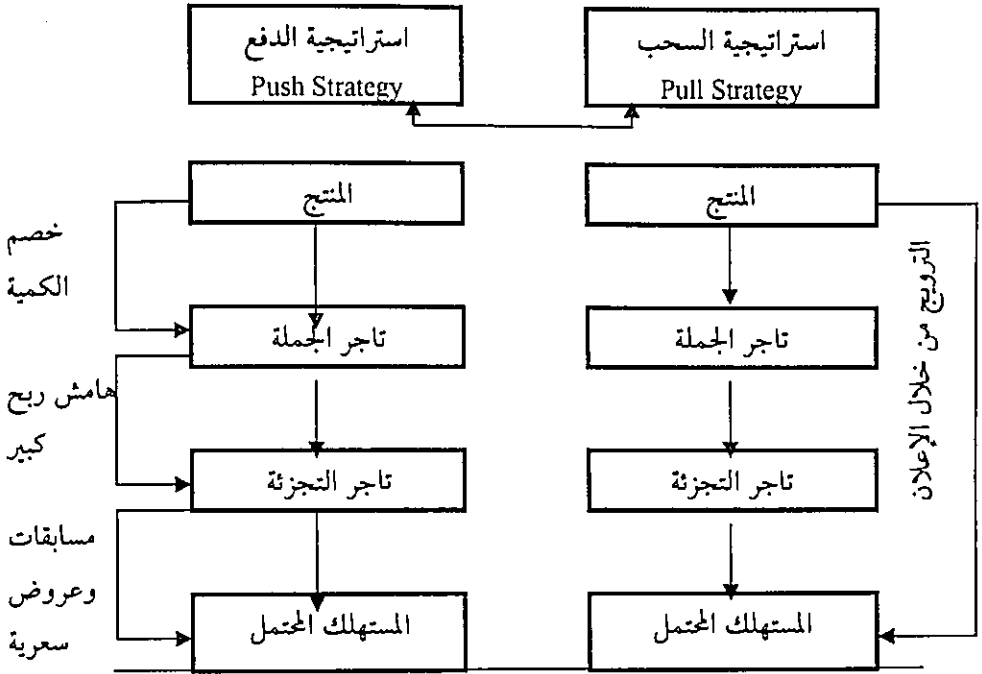 استراتيجية الدفع
Push Strategy
استراتيجية السحب
Pull Strategy
المنتج
المنتج
خصم
الكمية
تاجر الجملة
تاجر الجملة
هامش ربح
كبير
تاجر التجزئة
تاجر التجزئة
مسابقات
وعروض
سعرية
المستهلك المحتمل
المستهلك المحتمل
الترويج من خلال الإعلان